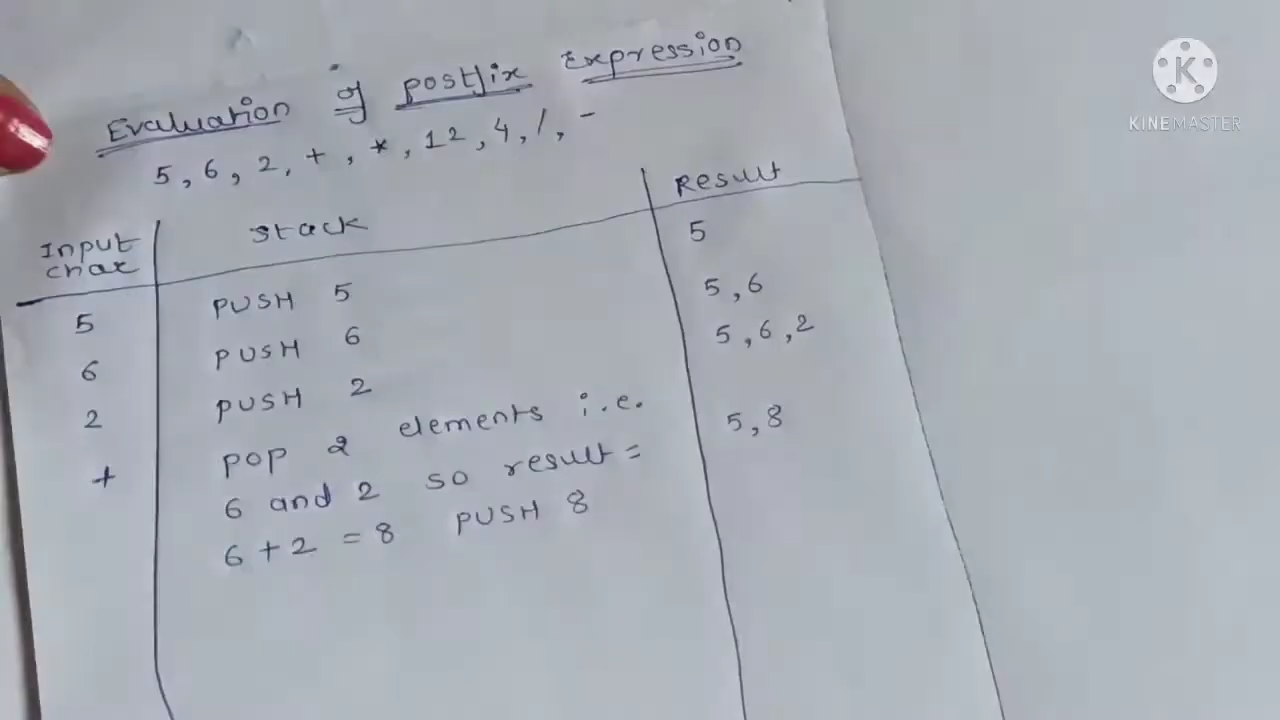 Evaluation of postfix Expression
5, 6, 2, +, *, 12, 4, /, -
Input char Stack Result
5 PUSH 5 5
6 PUSH 6 5, 6
2 PUSH 2 5, 6, 2
+ POP 2 elements i.e. 5, 8
6 and 2 so result =
6 + 2 = 8 PUSH 8
K
KINEMASTER